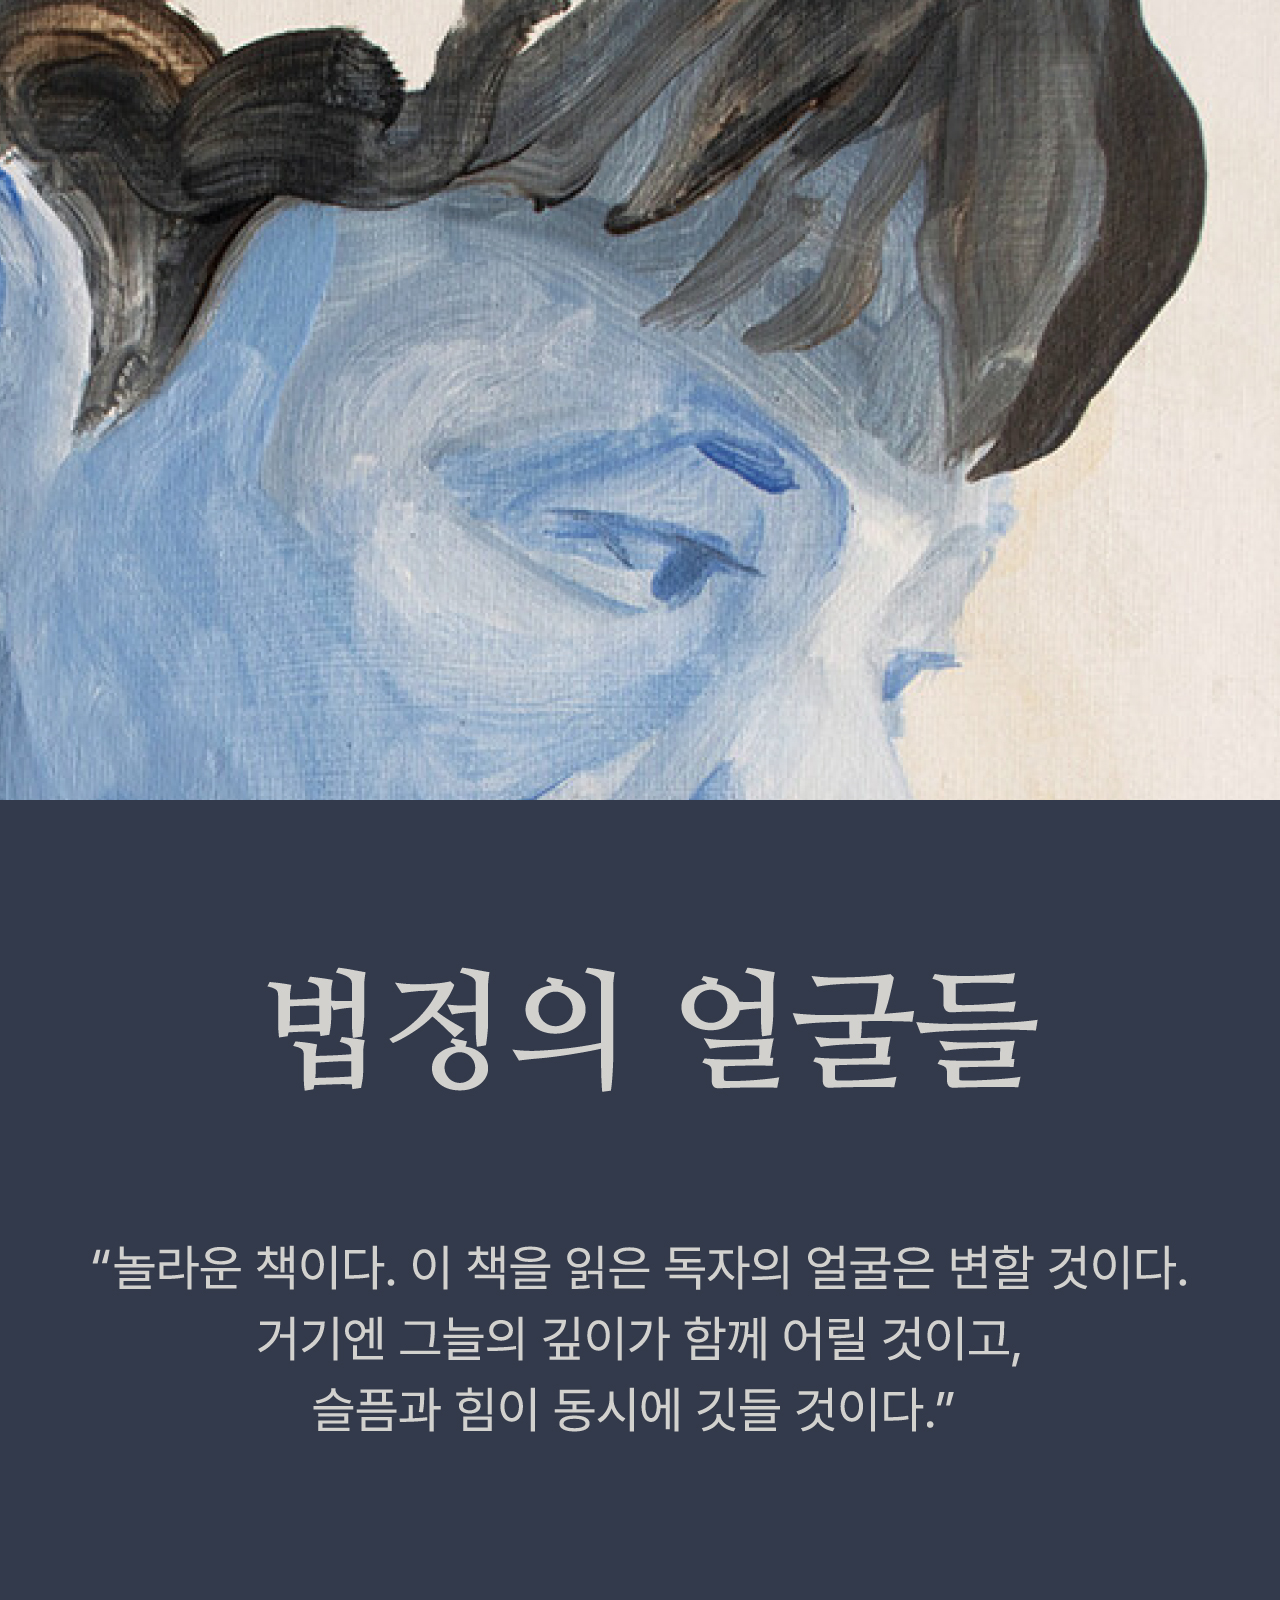 법정의 얼굴들
“놀라운 책이다. 이 책을 읽은 독자의 얼굴은 변할 것이다.
거기엔 그늘의 깊이가 함께 어릴 것이고,
슬픔과 힘이 동시에 깃들 것이다.”